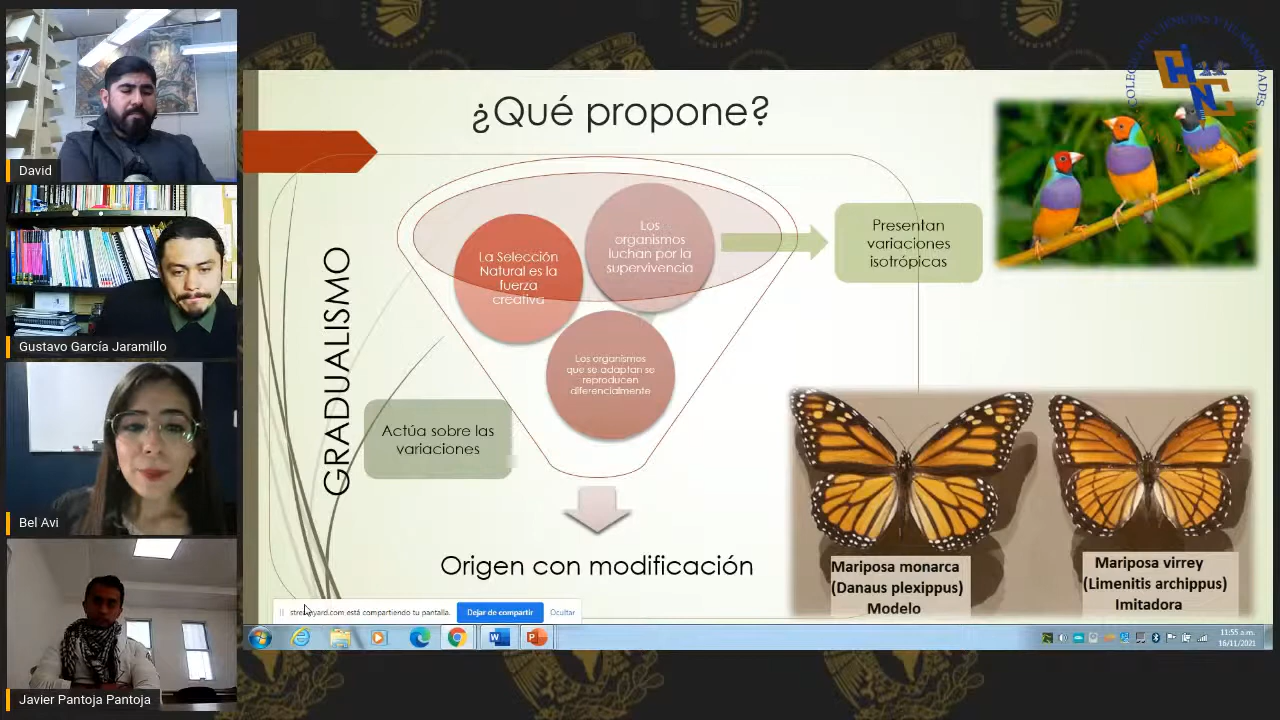 David
Gustavo García Jaramillo
Bel Avi
Javier Pantoja Pantoja
¿Qué propone?
GRADUALISMO
La Selección
Natural es la
fuerza
creativa
Los
organismos
luchan por la
supervivencia
Los organismos
que se adaptan se
reproducen
diferencialmente
Presentan
variaciones
isotrópicas
Actúa sobre las
variaciones
Origen con modificación
Mariposa monarca
(Danaus plexippus)
Modelo
Mariposa virrey
(Limenitis archippus)
Imitadora
streamyard.com está compartiendo tu pantalla.
Dejar de compartir
Ocultar
11:55 a.m.
16/11/2021